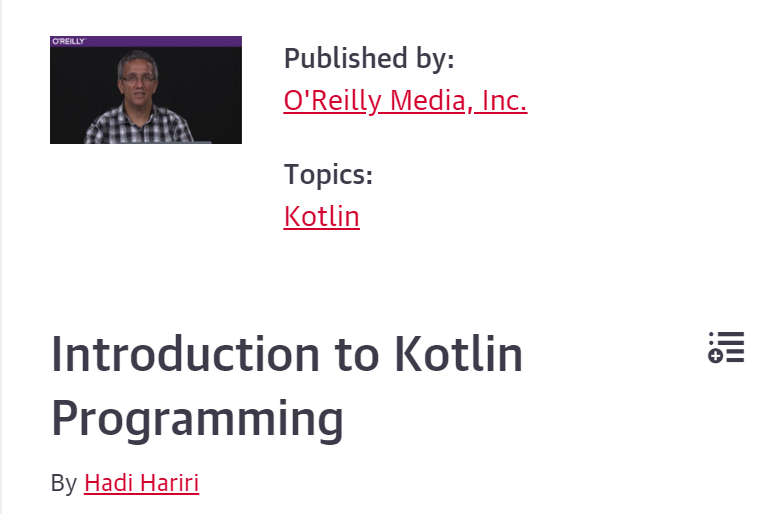 O'REILLY
Published by:
O'Reilly Media, Inc.
Topics:
Kotlin
Introduction to Kotlin
Programming
By Hadi Hariri